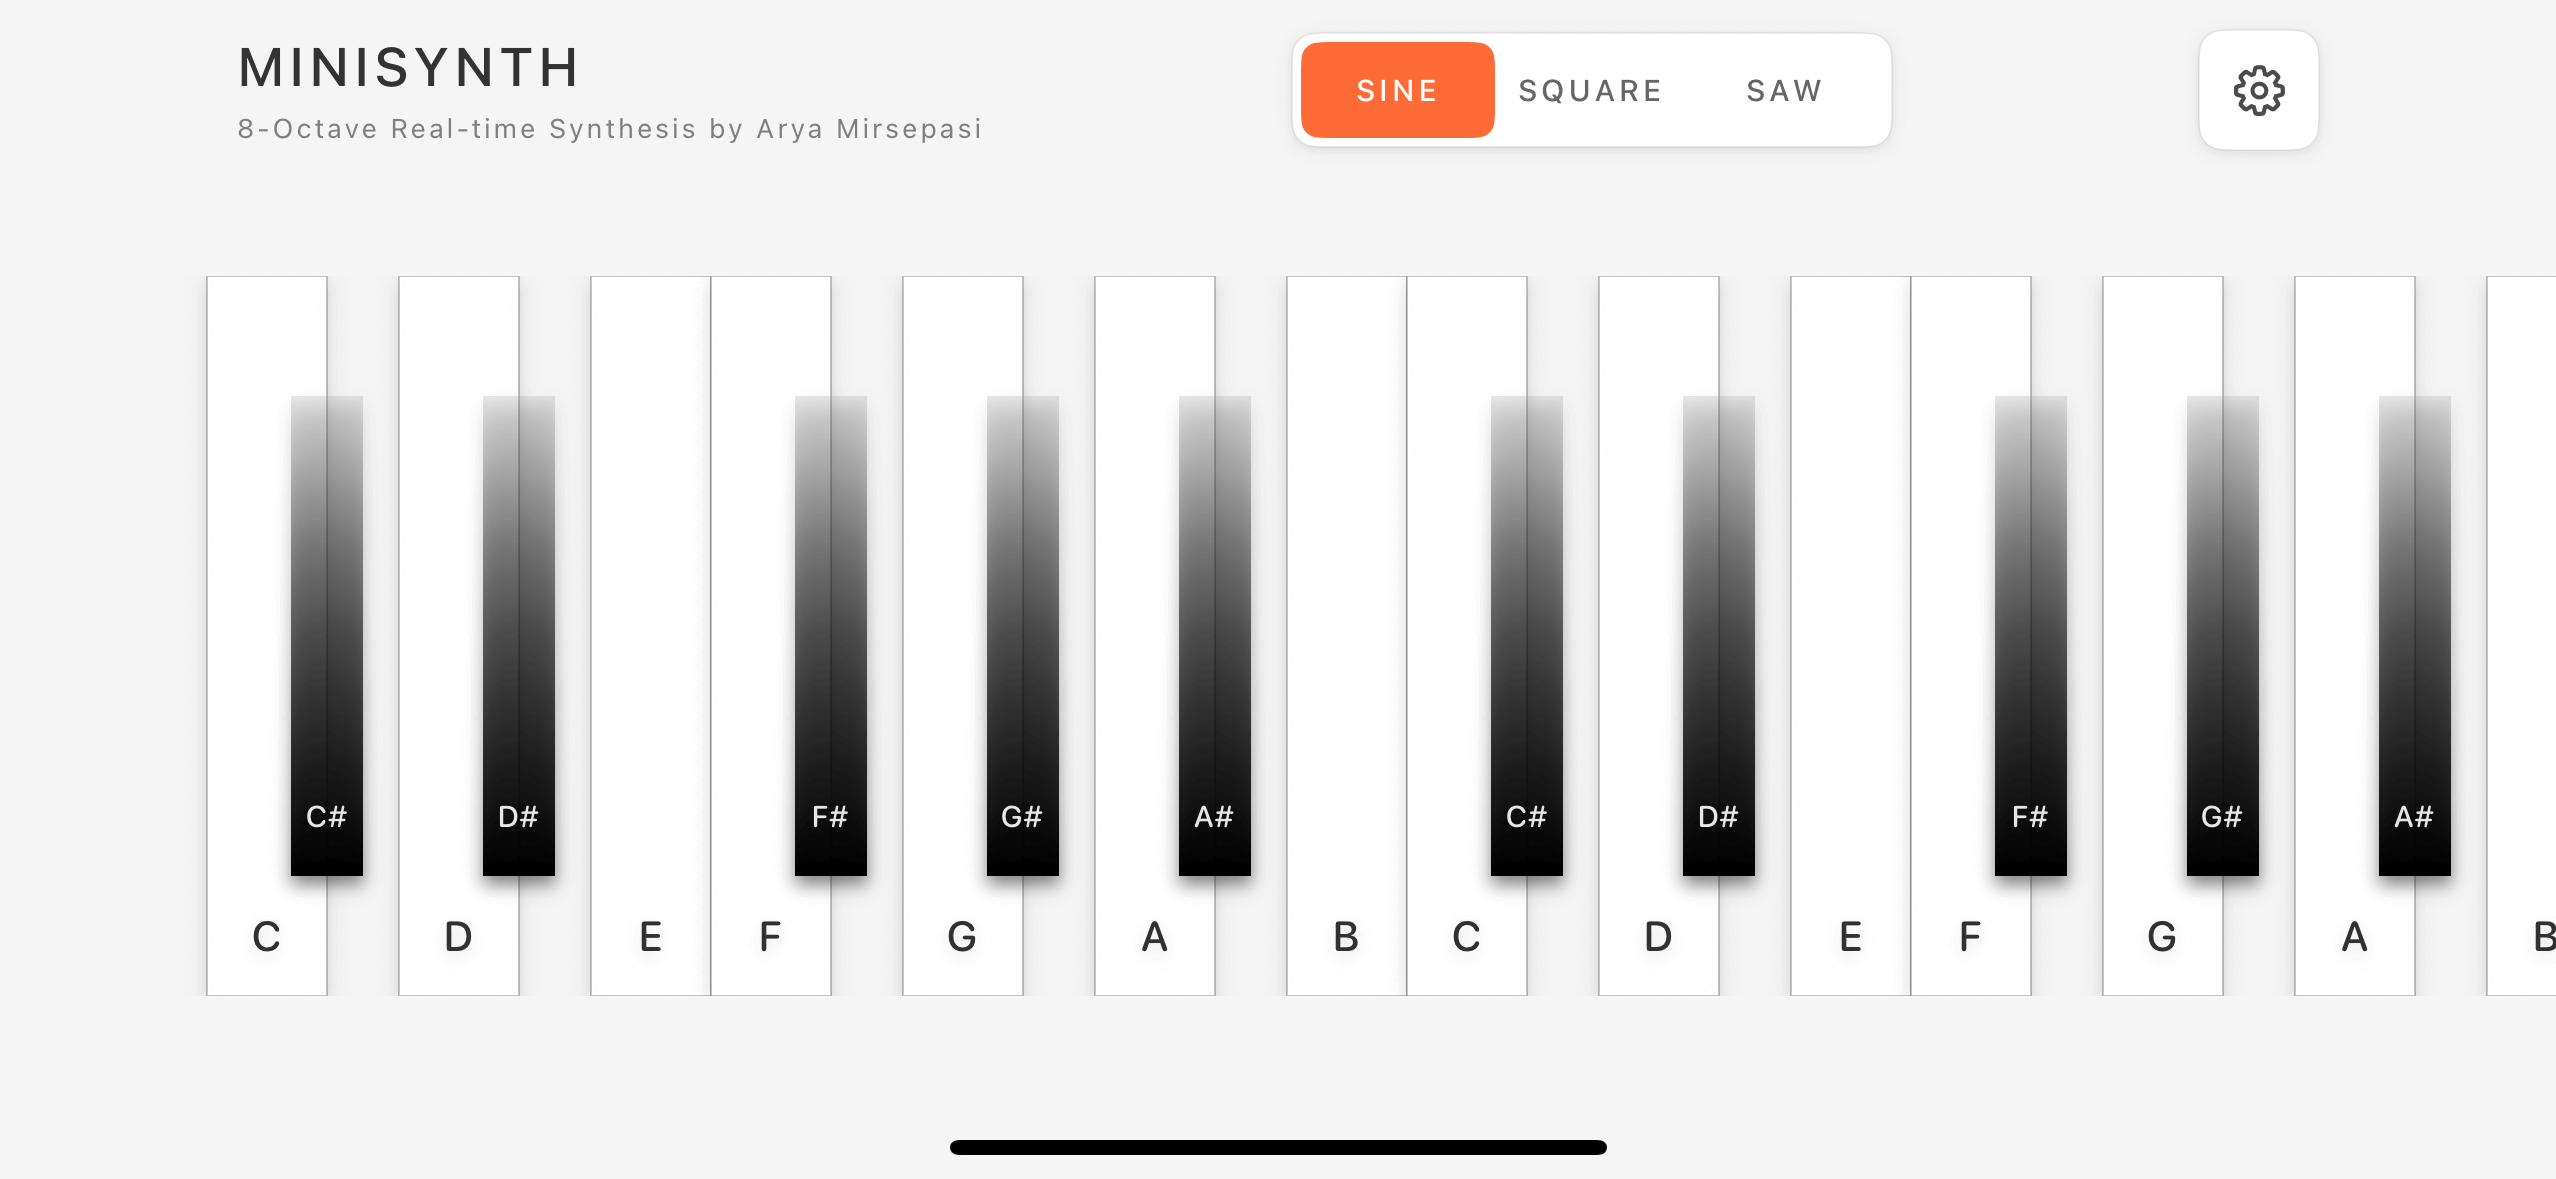 MINISYNTH
8-Octave Real-time Synthesis by Arya Mirsepasi
SINE SQUARE SAW
C# D# F# G# A# C# D# F# G# A#
C D E F G A B C D E F G A B